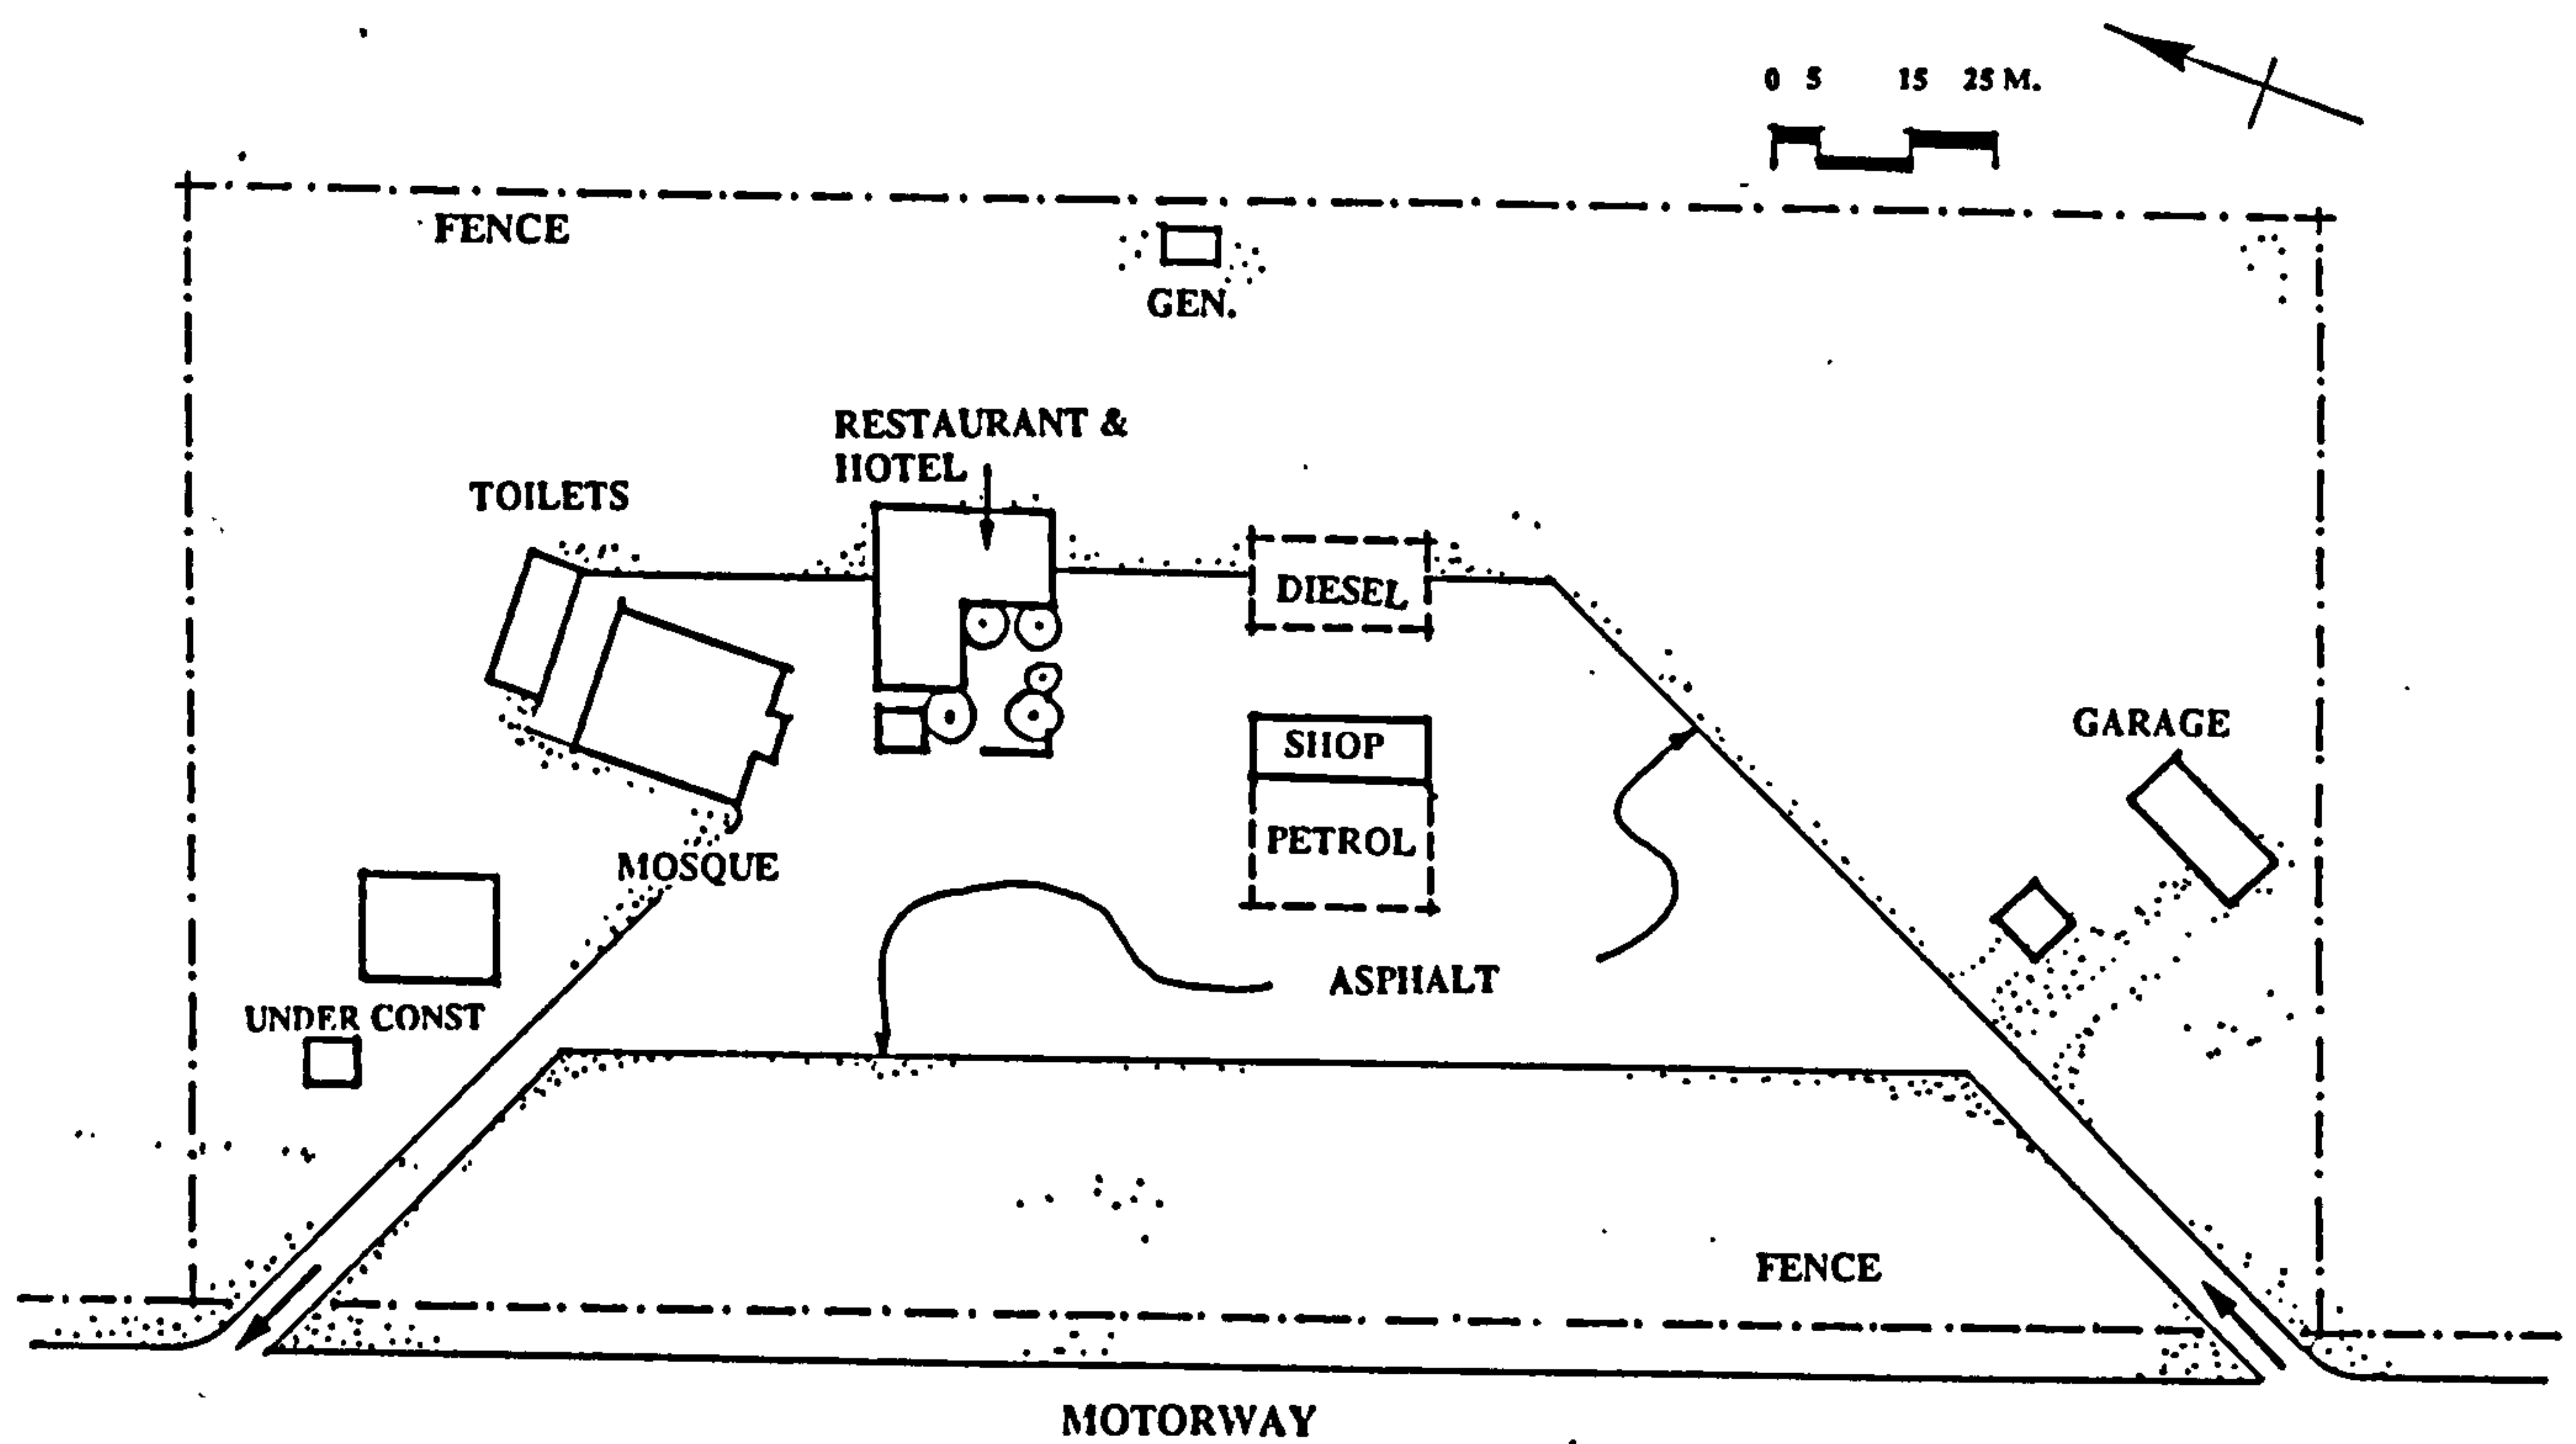 0 5 15 25 M.
FENCE
GEN.
RESTAURANT &
HOTEL
TOILETS
DIESEL
SHOP
GARAGE
PETROL
MOSQUE
ASPHALT
UNDER CONST
FENCE
MOTORWAY